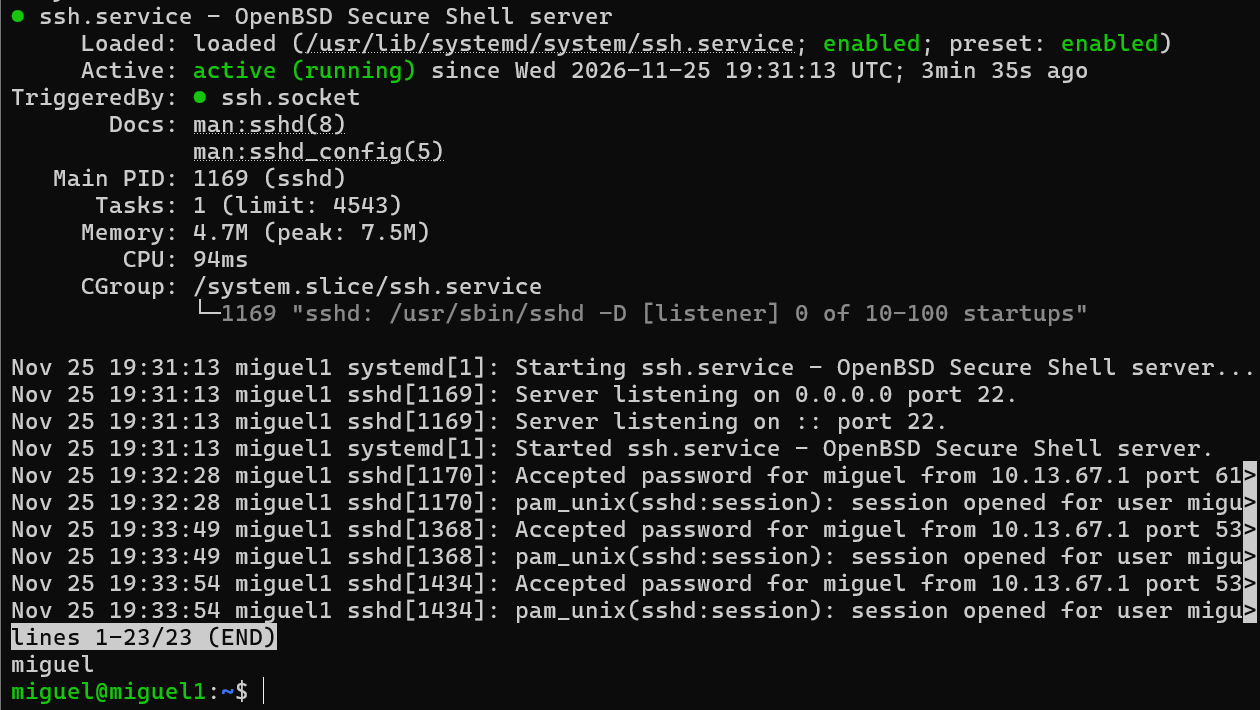 ● ssh.service - OpenBSD Secure Shell server
     Loaded: loaded (/usr/lib/systemd/system/ssh.service; enabled; preset: enabled)
     Active: active (running) since Wed 2026-11-25 19:31:13 UTC; 3min 35s ago
TriggeredBy: ● ssh.socket
       Docs: man:sshd(8)
             man:sshd_config(5)
   Main PID: 1169 (sshd)
      Tasks: 1 (limit: 4543)
     Memory: 4.7M (peak: 7.5M)
        CPU: 94ms
     CGroup: /system.slice/ssh.service
             └─1169 "sshd: /usr/sbin/sshd -D [listener] 0 of 10-100 startups"

Nov 25 19:31:13 miguel1 systemd[1]: Starting ssh.service - OpenBSD Secure Shell server...
Nov 25 19:31:13 miguel1 sshd[1169]: Server listening on 0.0.0.0 port 22.
Nov 25 19:31:13 miguel1 sshd[1169]: Server listening on :: port 22.
Nov 25 19:31:13 miguel1 systemd[1]: Started ssh.service - OpenBSD Secure Shell server.
Nov 25 19:32:28 miguel1 sshd[1170]: Accepted password for miguel from 10.13.67.1 port 61>
Nov 25 19:32:28 miguel1 sshd[1170]: pam_unix(sshd:session): session opened for user migu>
Nov 25 19:33:49 miguel1 sshd[1368]: Accepted password for miguel from 10.13.67.1 port 53>
Nov 25 19:33:49 miguel1 sshd[1368]: pam_unix(sshd:session): session opened for user migu>
Nov 25 19:33:54 miguel1 sshd[1434]: Accepted password for miguel from 10.13.67.1 port 53>
Nov 25 19:33:54 miguel1 sshd[1434]: pam_unix(sshd:session): session opened for user migu>
lines 1-23/23 (END)
miguel
miguel@miguel1:~$